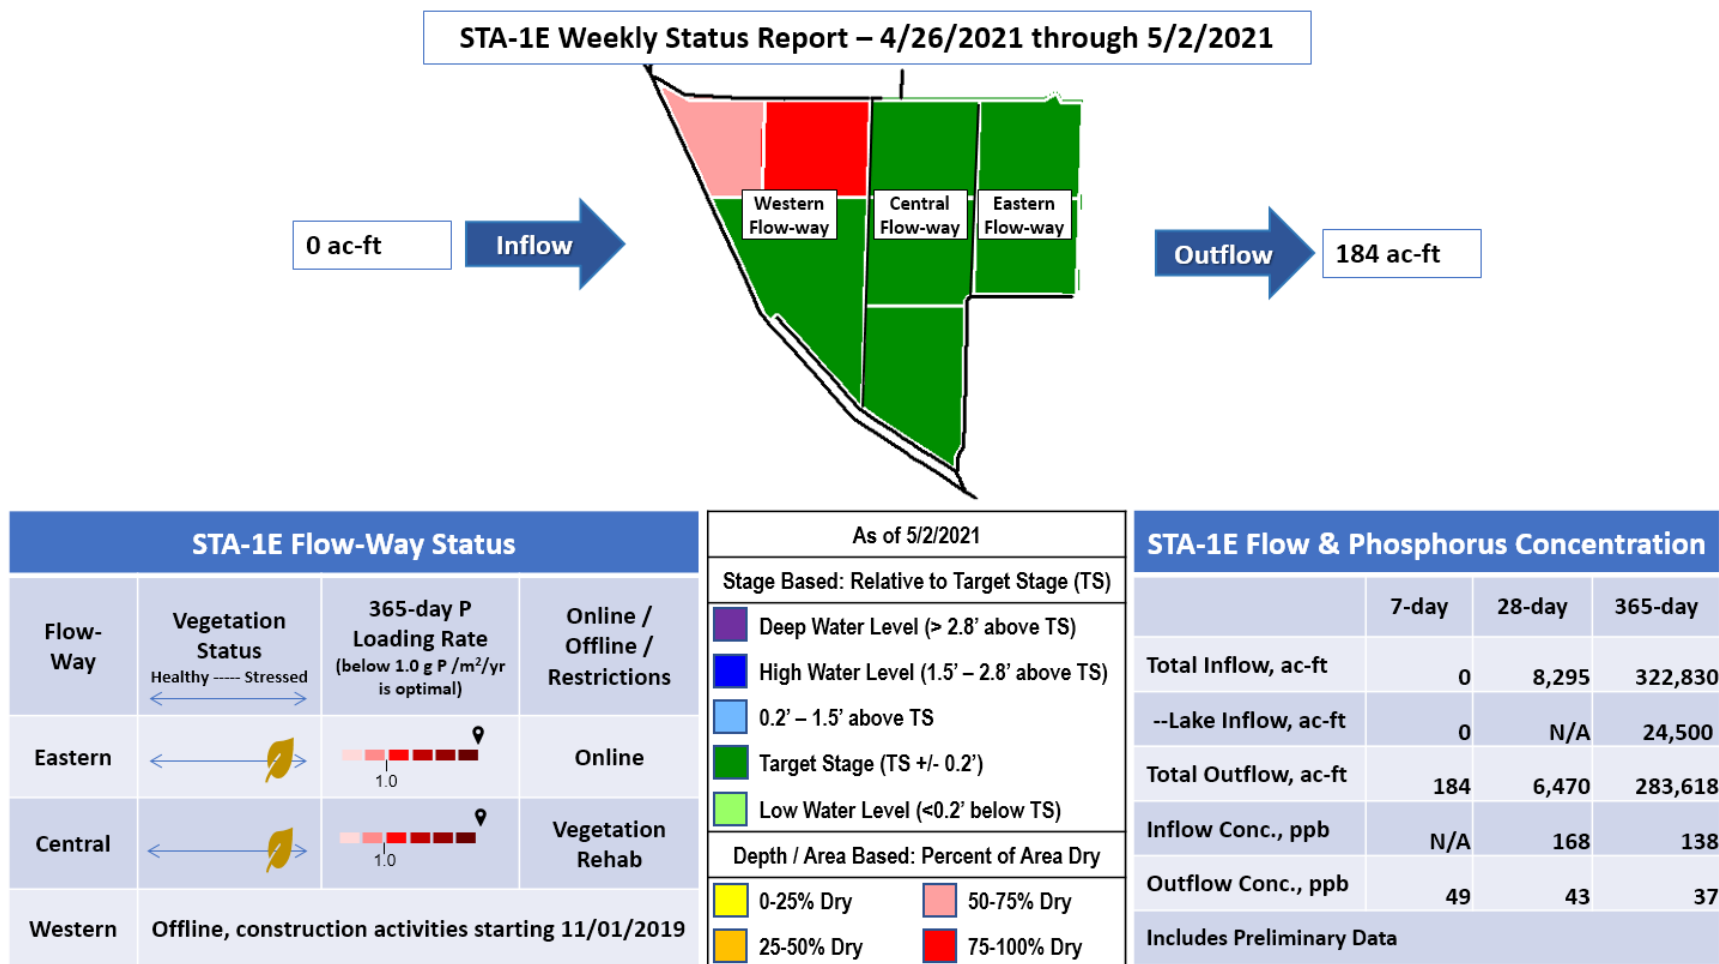 STA-1E Weekly Status Report – 4/26/2021 through 5/2/2021
0 ac-ft
Inflow
Western
Flow-way
Central
Flow-way
Eastern
Flow-way
Outflow
184 ac-ft
STA-1E Flow-Way Status
Flow-
Way
Vegetation
Status
Healthy ----- Stressed
365-day P
Loading Rate
(below 1.0 g P /m²/yr
is optimal)
Online /
Offline /
Restrictions
Eastern
1.0
Online
Central
1.0
Vegetation
Rehab
Western
Offline, construction activities starting 11/01/2019
As of 5/2/2021
Stage Based: Relative to Target Stage (TS)
Deep Water Level (> 2.8’ above TS)
High Water Level (1.5’ – 2.8’ above TS)
0.2’ – 1.5’ above TS
Target Stage (TS +/- 0.2’)
Low Water Level (<0.2’ below TS)
Depth / Area Based: Percent of Area Dry
0-25% Dry
50-75% Dry
25-50% Dry
75-100% Dry
STA-1E Flow & Phosphorus Concentration
7-day 28-day 365-day
Total Inflow, ac-ft 0 8,295 322,830
--Lake Inflow, ac-ft 0 N/A 24,500
Total Outflow, ac-ft 184 6,470 283,618
Inflow Conc., ppb N/A 168 138
Outflow Conc., ppb 49 43 37
Includes Preliminary Data